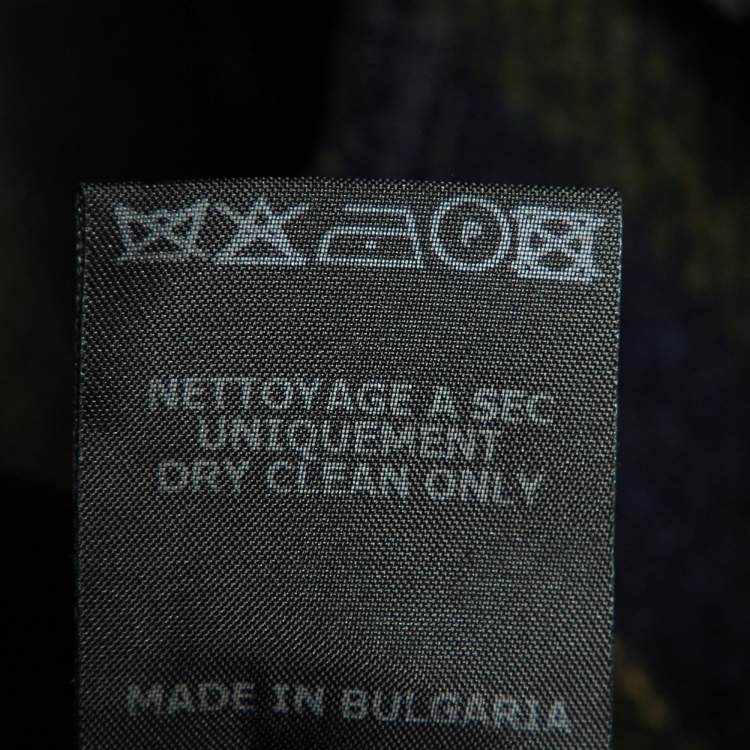 P
NETTOYAGE A SEC
UNIQUEMENT
DRY CLEAN ONLY
MADE IN BULGARIA